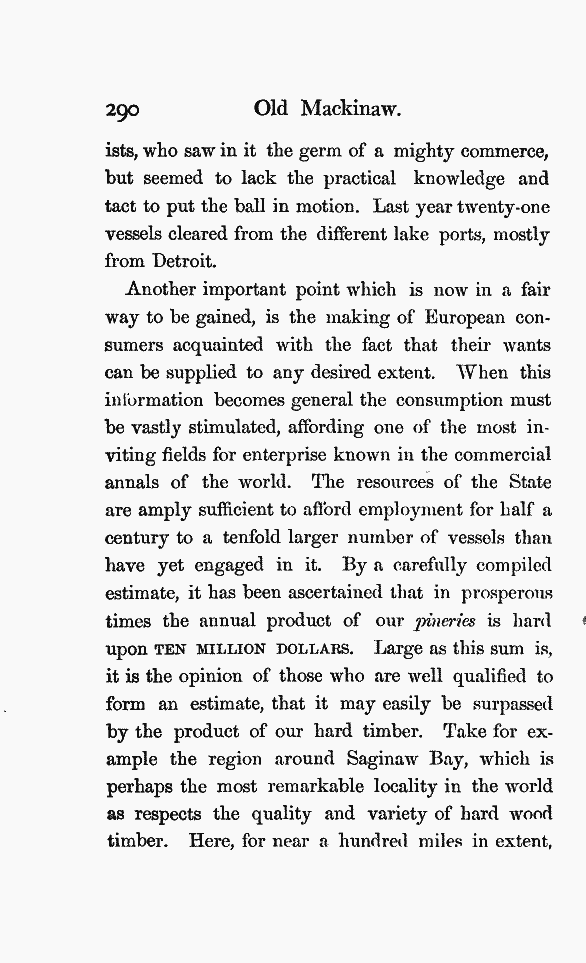 290 Old Mackinaw.
ists, who saw in it the germ of a mighty commerce,
but seemed to lack the practical knowledge and
tact to put the ball in motion. Last year twenty-one
vessels cleared from the different lake ports, mostly
from Detroit.
Another important point which is now in a fair
way to be gained, is the making of European con-
sumers acquainted with the fact that their wants
can be supplied to any desired extent. When this
information becomes general the consumption must
be vastly stimulated, affording one of the most in-
viting fields for enterprise known in the commercial
annals of the world. The resources of the State
are amply sufficient to afford employment for half a
century to a tenfold larger number of vessels than
have yet engaged in it. By a carefully compiled
estimate, it has been ascertained that in prosperous
times the annual product of our pineries is hard
upon TEN MILLION DOLLARS. Large as this sum is,
it is the opinion of those who are well qualified to
form an estimate, that it may easily be surpassed
by the product of our hard timber. Take for ex-
ample the region around Saginaw Bay, which is
perhaps the most remarkable locality in the world
as respects the quality and variety of hard wood
timber. Here, for near a hundred miles in extent,